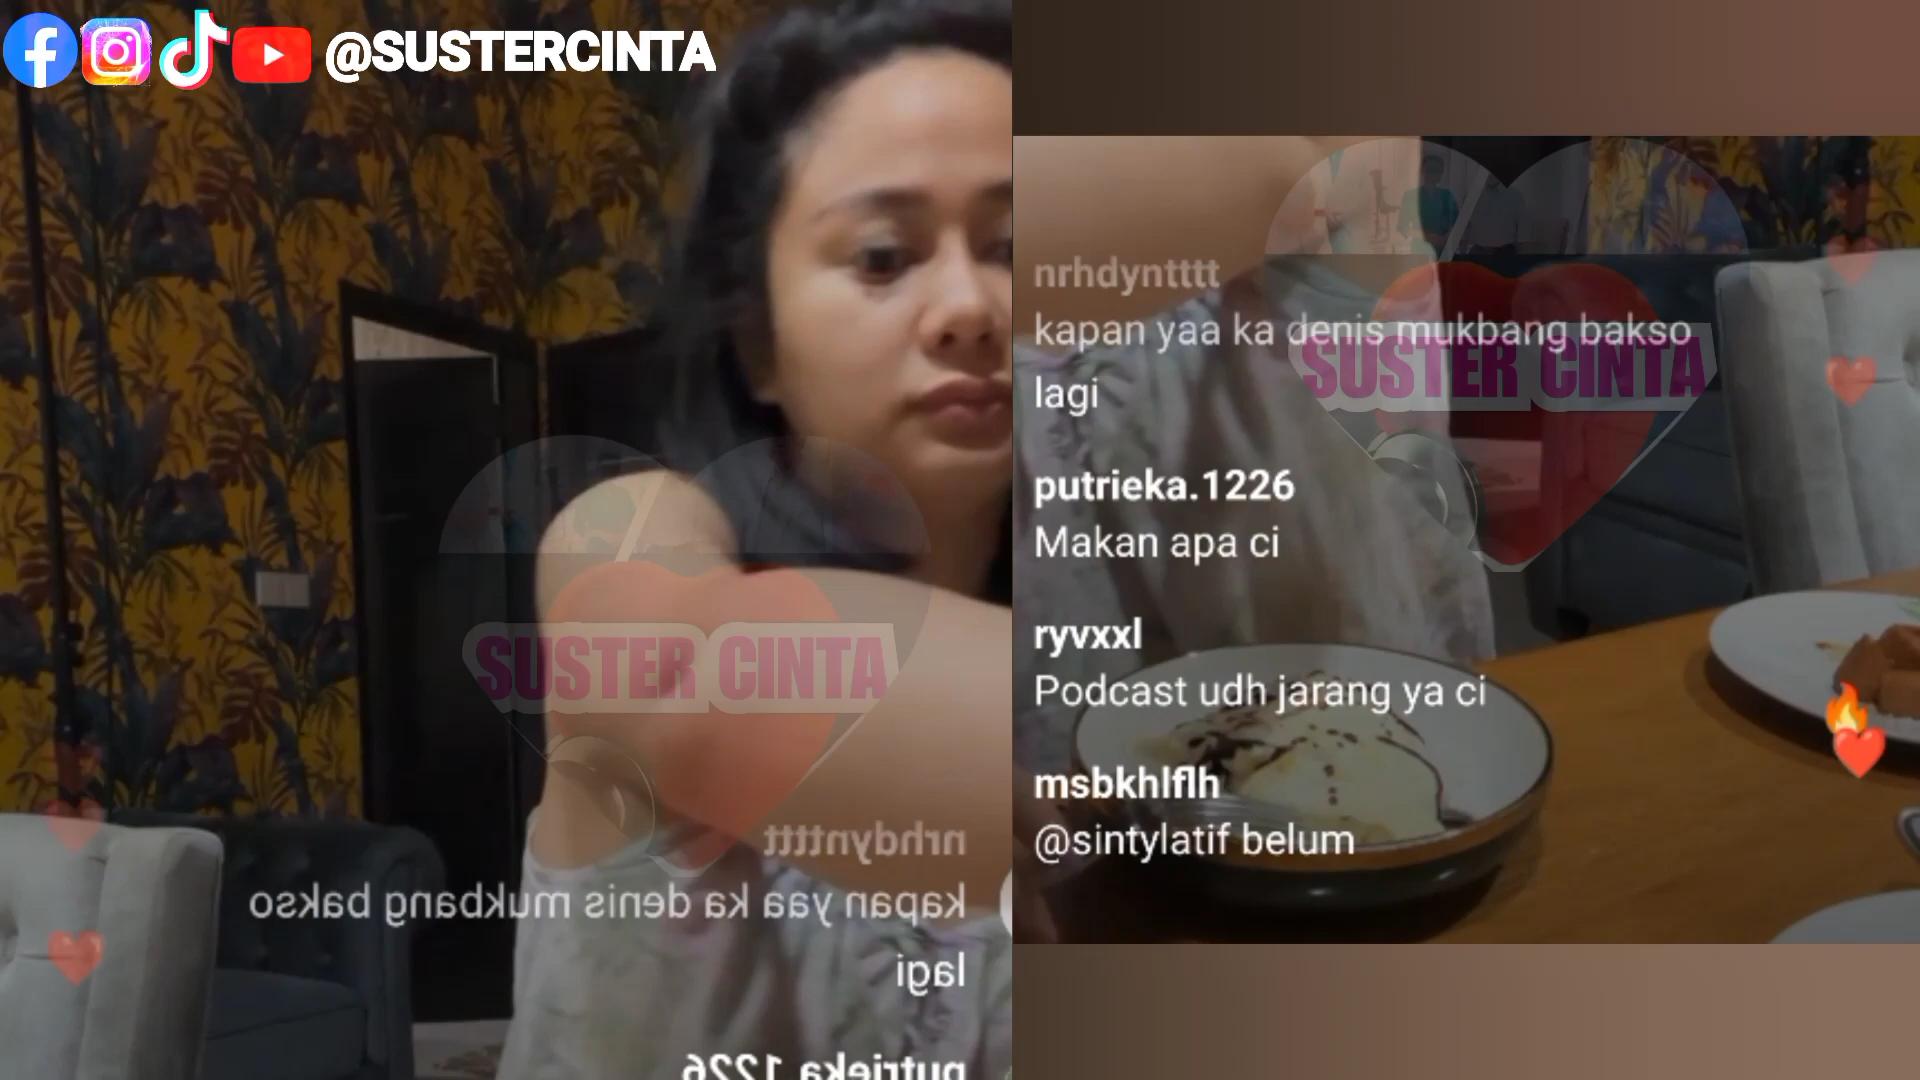 @SUSTERCINTA
SUSTER CINTA
nrhdyntttt
kapan yaa ka denis mukbang bakso
lagi
putrieka.1226
nrhdyntttt
kapan yaa ka denis mukbang bakso
lagi
SUSTER CINTA
putrieka.1226
Makan apa ci
ryvxxl
Podcast udh jarang ya ci
msbkhlflh
@sintylatif belum